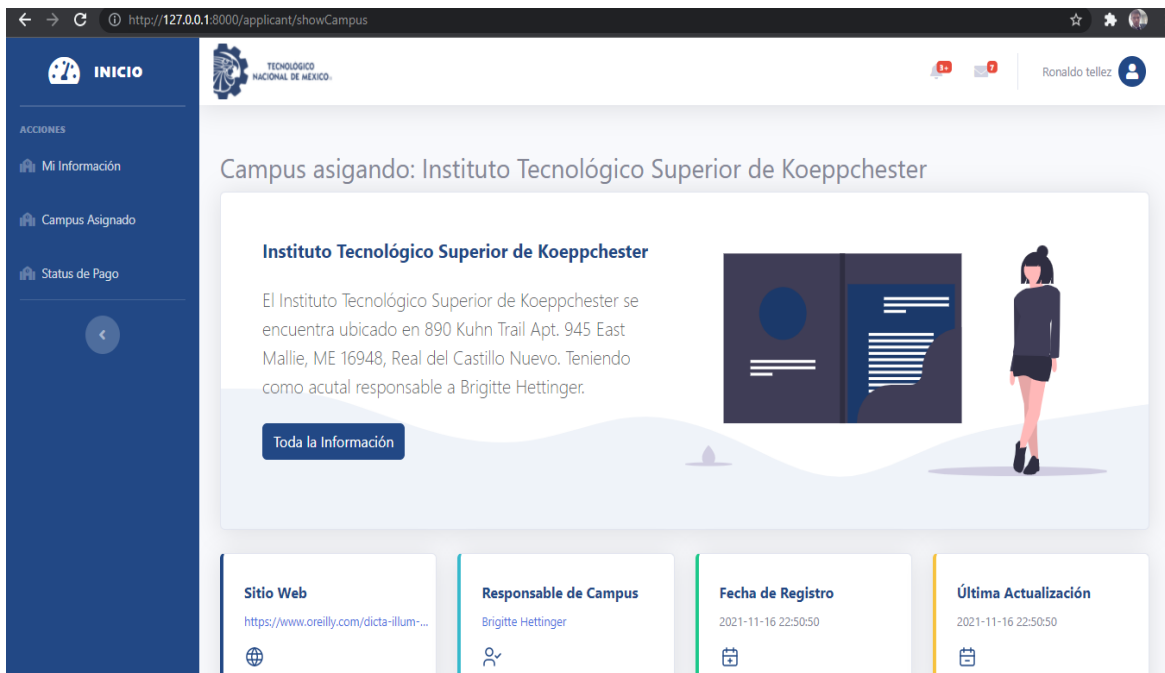 http://127.0.0.1:8000/applicant/showCampus
INICIO
TECNOLÓGICO
NACIONAL DE MÉXICO®
3+
7
Ronaldo tellez
ACCIONES
Mi Información
Campus Asignado
Status de Pago
Campus asigando: Instituto Tecnológico Superior de Koeppchester
Instituto Tecnológico Superior de Koeppchester
El Instituto Tecnológico Superior de Koeppchester se
encuentra ubicado en 890 Kuhn Trail Apt. 945 East
Mallie, ME 16948, Real del Castillo Nuevo. Teniendo
como acutal responsable a Brigitte Hettinger.
Toda la Información
Sitio Web
https://www.oreilly.com/dicta-illum-...
Responsable de Campus
Brigitte Hettinger
Fecha de Registro
2021-11-16 22:50:50
Última Actualización
2021-11-16 22:50:50